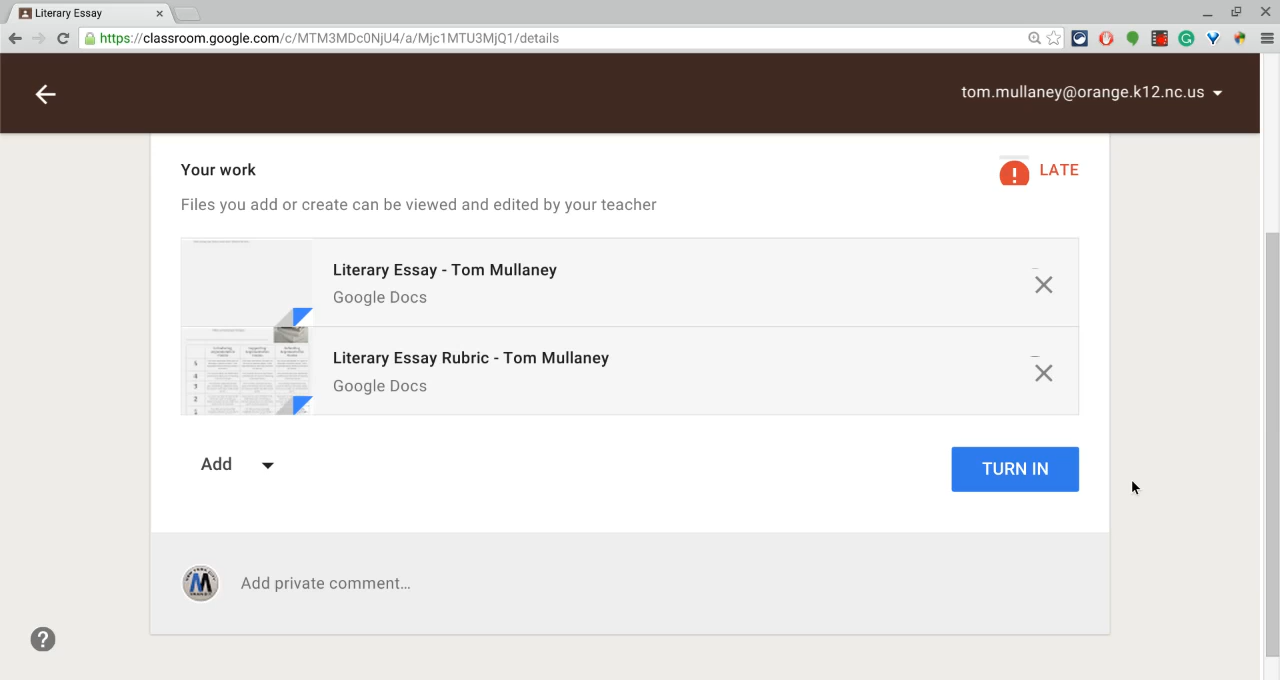 Literary Essay
https://classroom.google.com/c/MTM3MDc0NjU4/a/Mjc1MTU3MjQ1/details
tom.mullaney@orange.k12.nc.us
Your work
LATE
Files you add or create can be viewed and edited by your teacher
Literary Essay - Tom Mullaney
Google Docs
Literary Essay Rubric - Tom Mullaney
Google Docs
Add
TURN IN
Add private comment...